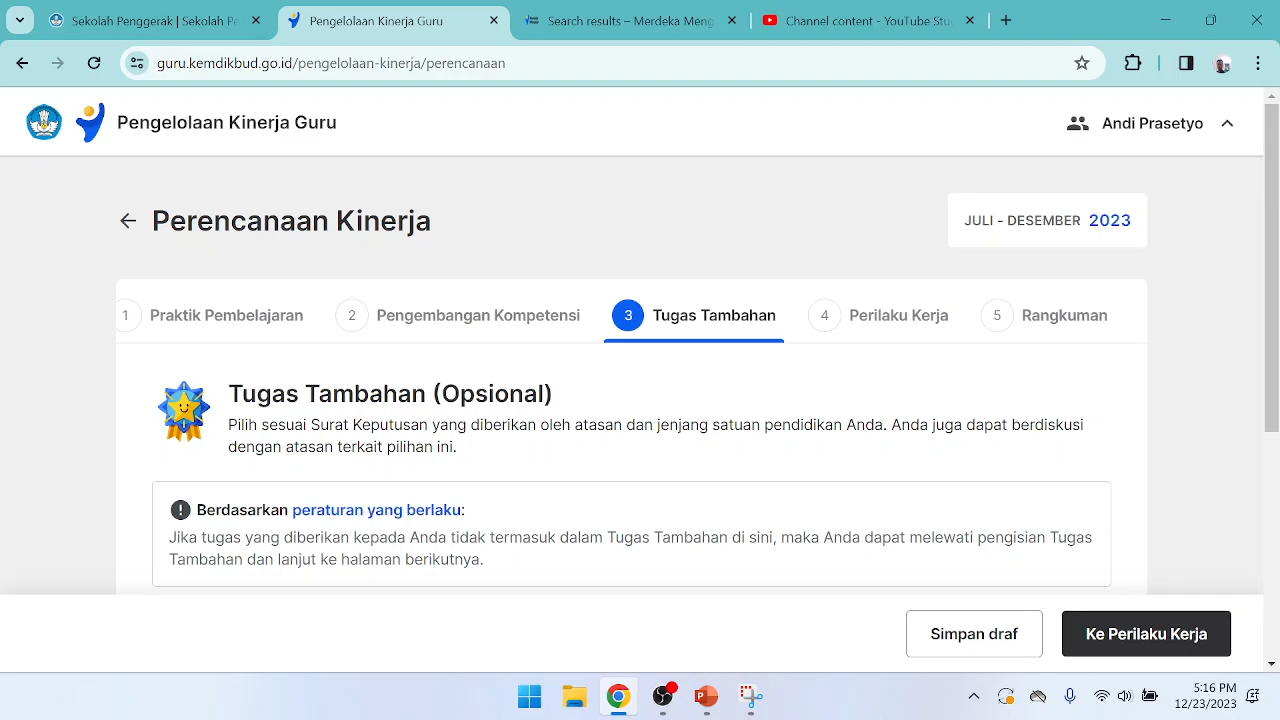 Sekolah Penggerak | Sekolah Pe
Pengelolaan Kinerja Guru
Search results – Merdeka Meng
Channel content - YouTube Stu
guru.kemdikbud.go.id/pengelolaan-kinerja/perencanaan
Pengelolaan Kinerja Guru
Andi Prasetyo
Perencanaan Kinerja
JULI - DESEMBER 2023
1 Praktik Pembelajaran
2 Pengembangan Kompetensi
3 Tugas Tambahan
4 Perilaku Kerja
5 Rangkuman
Tugas Tambahan (Opsional)
Pilih sesuai Surat Keputusan yang diberikan oleh atasan dan jenjang satuan pendidikan Anda. Anda juga dapat berdiskusi
dengan atasan terkait pilihan ini.
Berdasarkan peraturan yang berlaku:
Jika tugas yang diberikan kepada Anda tidak termasuk dalam Tugas Tambahan di sini, maka Anda dapat melewati pengisian Tugas
Tambahan dan lanjut ke halaman berikutnya.
Simpan draf
Ke Perilaku Kerja
5:16 PM
12/23/2023